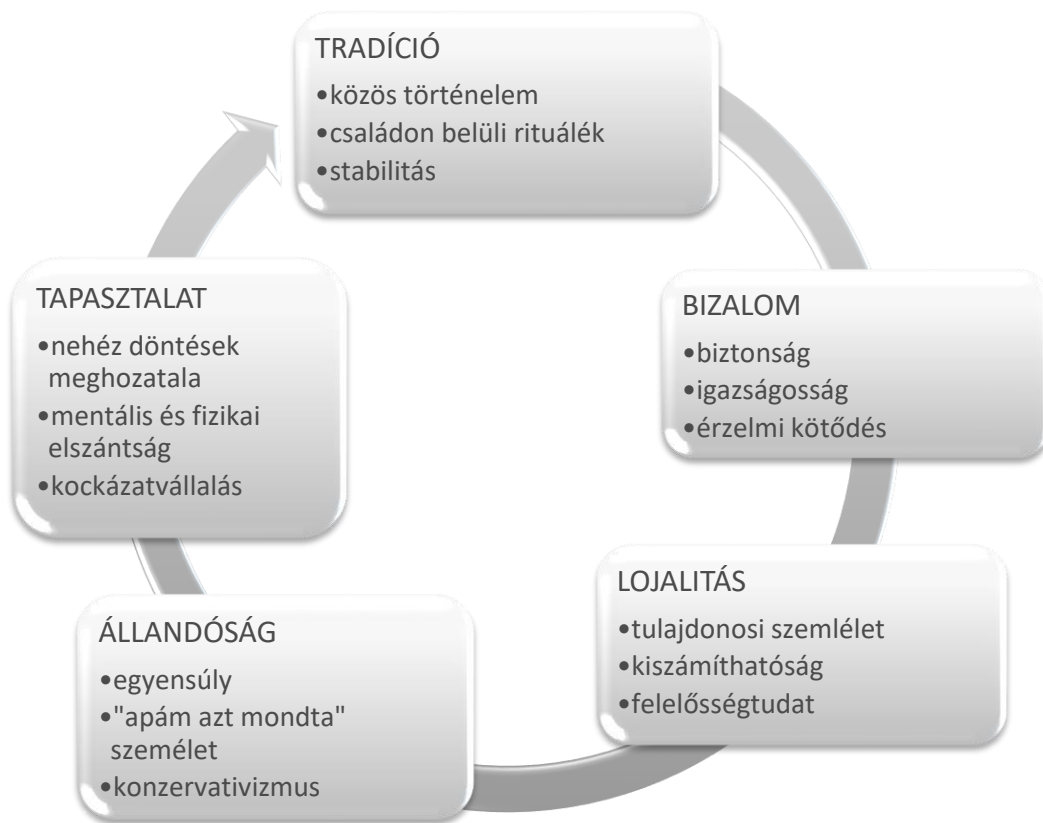 TRADÍCIÓ
•közös történelem
•családon belüli rituálék
•stabilitás
BIZALOM
•biztonság
•igazságosság
•érzelmi kötődés
LOJALITÁS
•tulajdonosi szemlélet
•kiszámíthatóság
•felelősségtudat
ÁLLANDÓSÁG
•egyensúly
•"apám azt mondta"
személet
•konzervativizmus
TAPASZTALAT
•nehéz döntések
meghozatala
•mentális és fizikai
elszántság
•kockázatvállalás